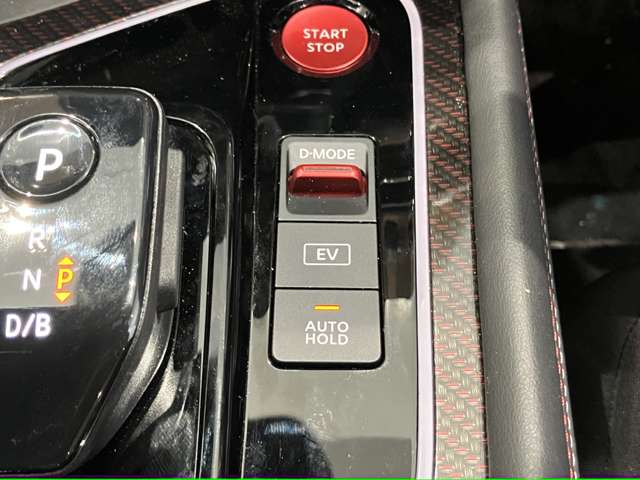 START
STOP
D-MODE
EV
AUTO
HOLD
P
R
N P
D/B